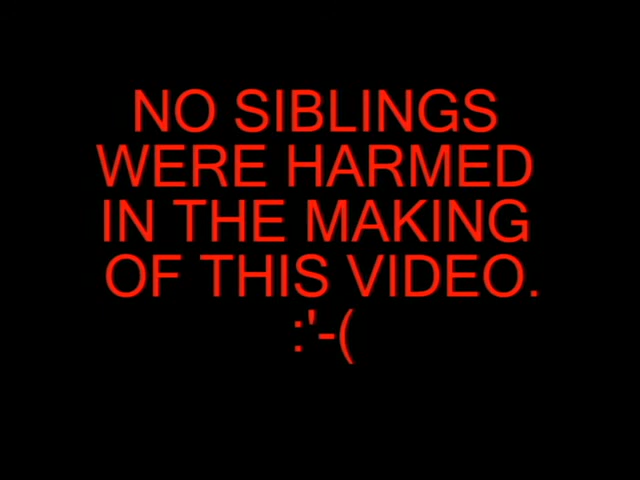 NO SIBLINGS
WERE HARMED
IN THE MAKING
OF THIS VIDEO.
:'-(